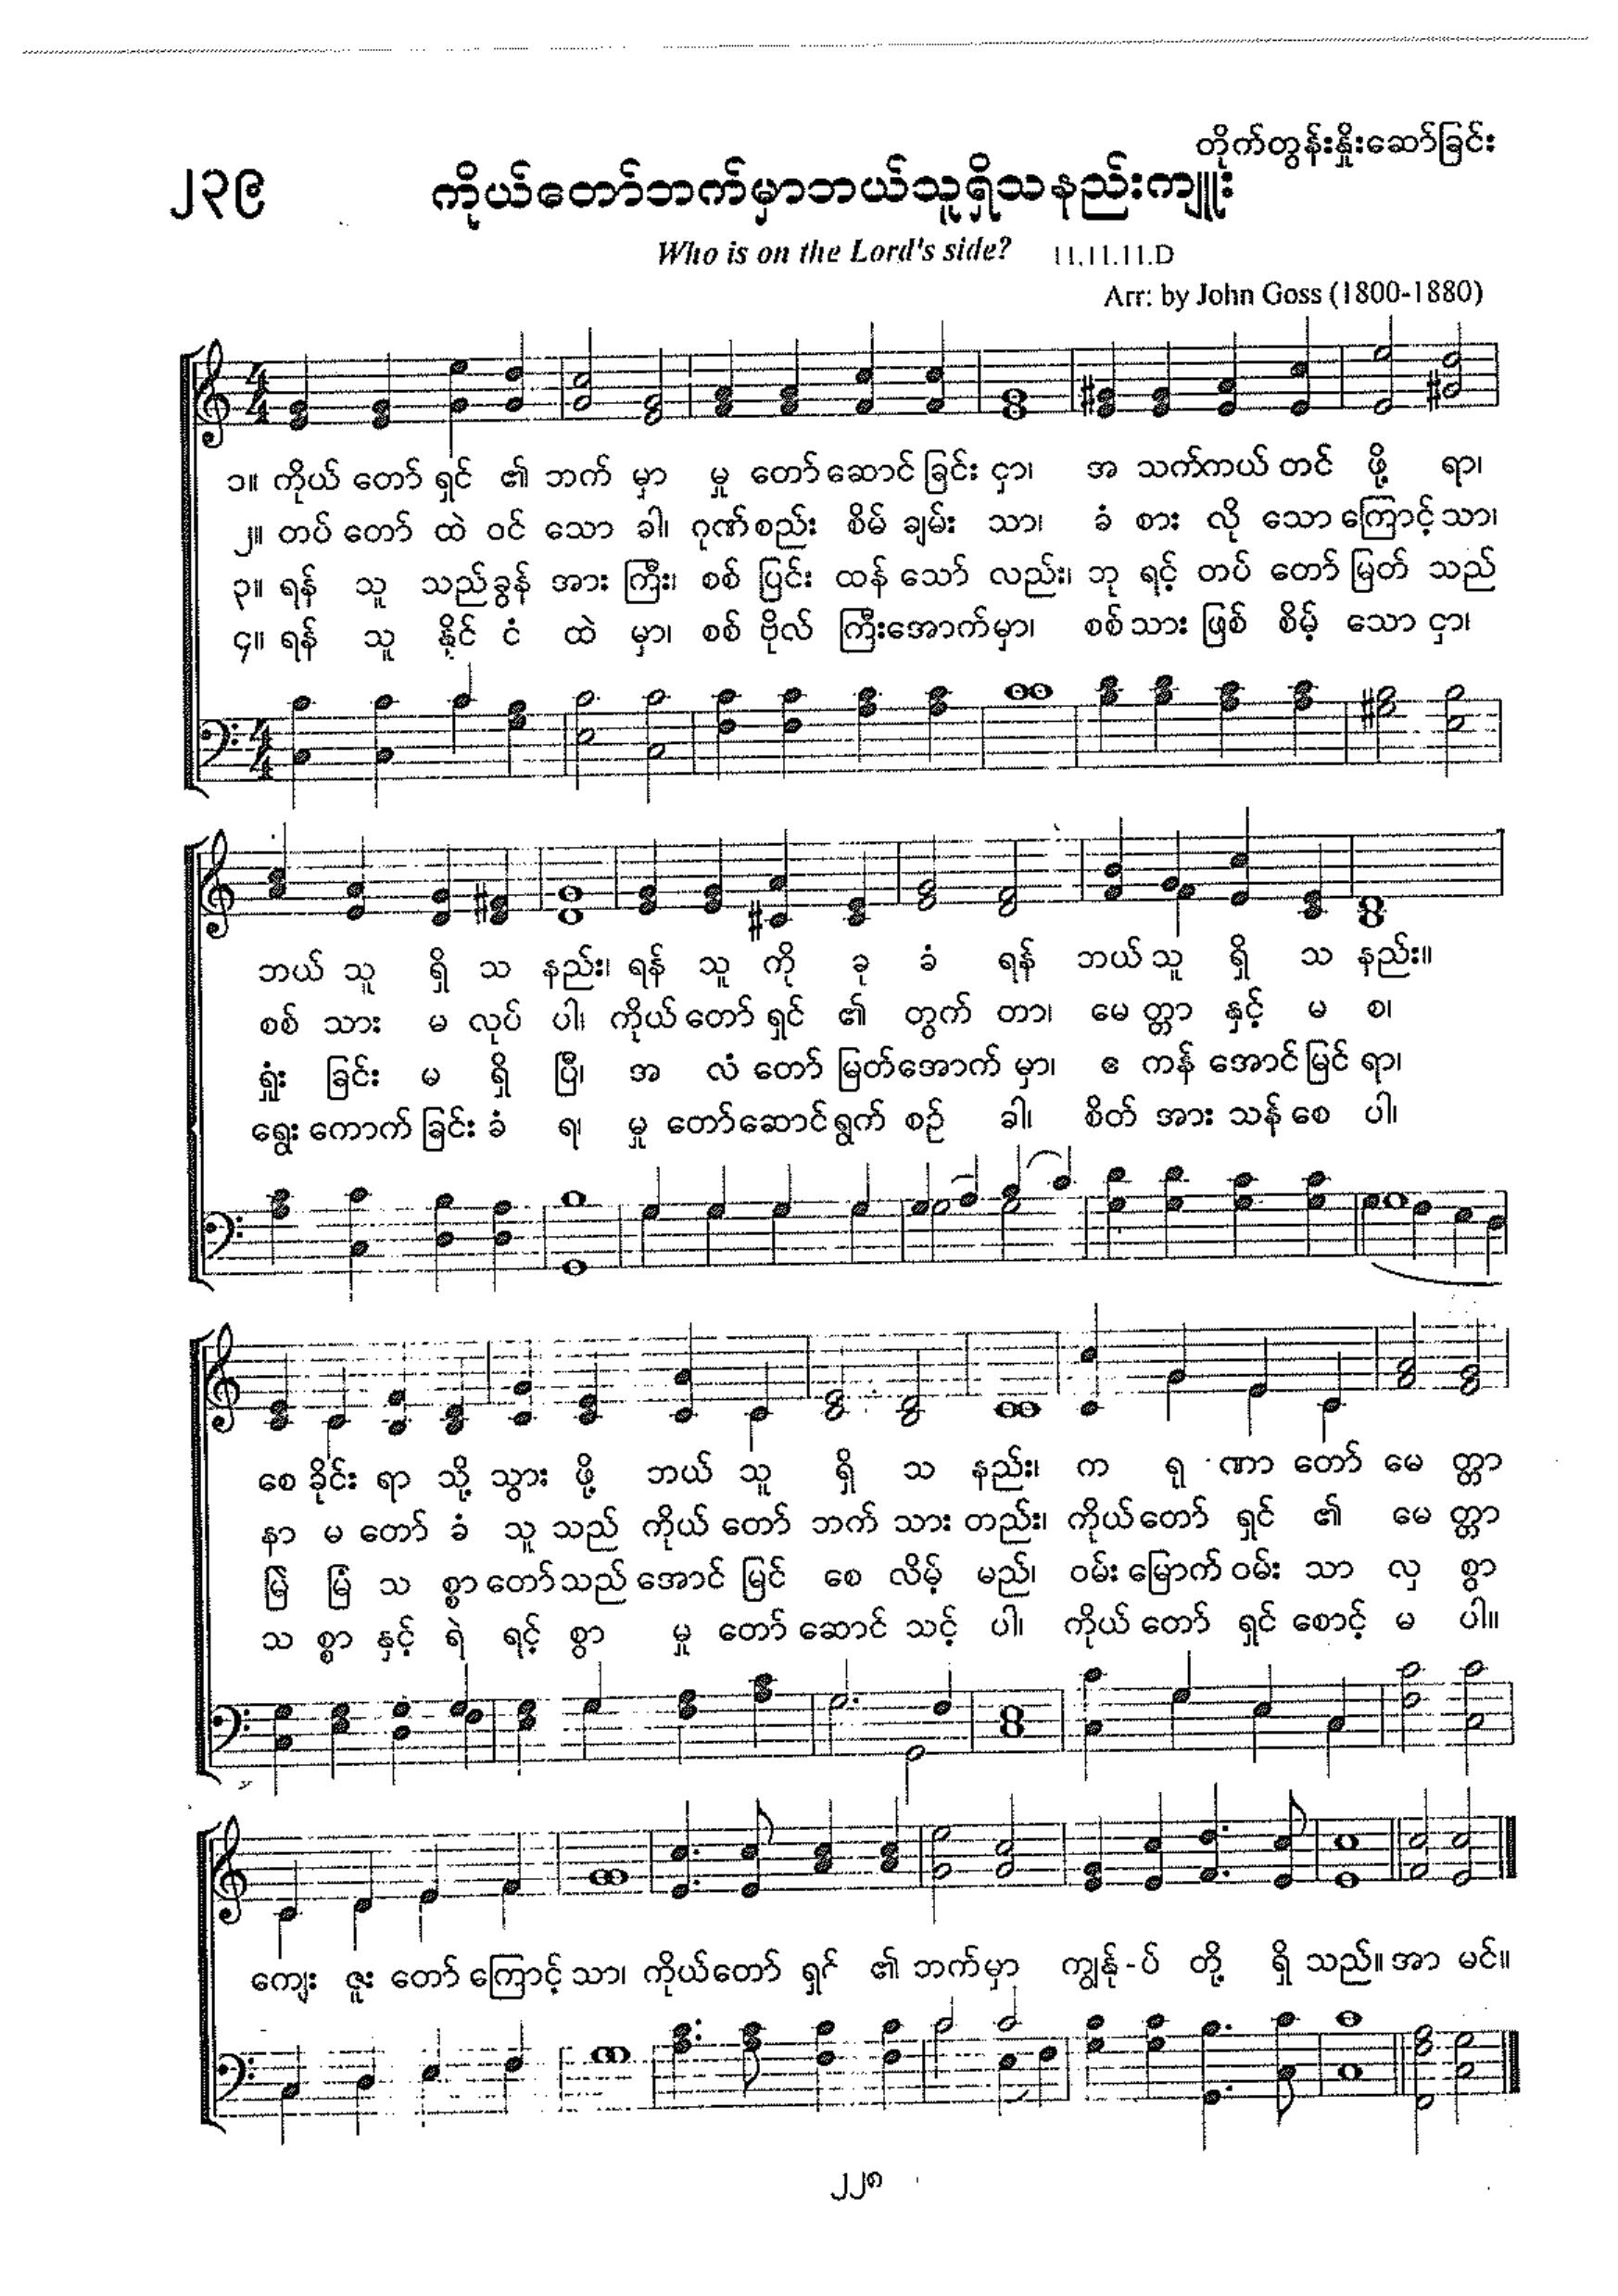 တိုက်တွန်းနှိုးဆော်ခြင်း
၂၃၉ ကိုယ်တော်ဘက်မှာဘယ်သူရှိသနည်းကျူး
Who is on the Lord's side? 11.11.11.D
Arr: by John Goss (1800-1880)
၁။ ကိုယ် တော် ရှင် ၏ ဘက် မှာ မှု တော် ဆောင် ခြင်း ငှာ၊ အ သက်ကယ် တင် ဖို့ ရာ၊
၂။ တပ် တော် ထဲ ဝင် သော ခါ၊ ဂုဏ် စည်း စိမ် ချမ်း သာ၊ ခံ စား လို သော ကြောင့် သာ၊
၃။ ရန် သူ သည် ခွန် အား ကြီး၊ စစ် ပြင်း ထန် သော် လည်း၊ ဘု ရင့် တပ် တော် မြတ် သည်
၄။ ရန် သူ နိုင် ငံ ထဲ မှာ၊ စစ် ဗိုလ် ကြီးအောက်မှာ၊ စစ် သား ဖြစ် စိမ့် သော ငှာ၊
ဘယ် သူ ရှိ သ နည်း၊ ရန် သူ ကို ခု ခံ ရန် ဘယ် သူ ရှိ သ နည်း။
စစ် သား မ လုပ် ပါ၊ ကိုယ် တော် ရှင် ၏ တွက် တာ၊ မေ တ္တာ နှင့် မ စ၊
ရှုံး ခြင်း မ ရှိ ပြီ၊ အ လံ တော် မြတ်အောက် မှာ၊ ဧ ကန် အောင် မြင် ရာ၊
ရွေး ကောက် ခြင်း ခံ ရ၊ မှု တော်ဆောင်ရွက် စဉ် ခါ၊ စိတ် အား သန် စေ ပါ၊
စေ ခိုင်း ရာ သို့ သွား ဖို့ ဘယ် သူ ရှိ သ နည်း၊ က ရု ဏာ တော် မေ တ္တာ
နာ မ တော် ခံ သူ သည် ကိုယ် တော် ဘက် သား တည်း၊ ကိုယ် တော် ရှင် ၏ မေ တ္တာ
မြဲ မြံ သ စ္စာ တော် သည် အောင် မြင် စေ လိမ့် မည်၊ ဝမ်း မြောက် ဝမ်း သာ လှ စွာ
သ စ္စာ နှင့် ရဲ ရင့် စွာ မှု တော် ဆောင် သင့် ပါ၊ ကိုယ် တော် ရှင် စောင့် မ ပါ။
ကျေး ဇူး တော် ကြောင့် သာ၊ ကိုယ်တော် ရှင် ၏ ဘက်မှာ ကျွန်ု-ပ် တို့ ရှိ သည်။ အာ မင်။
၂၂၈